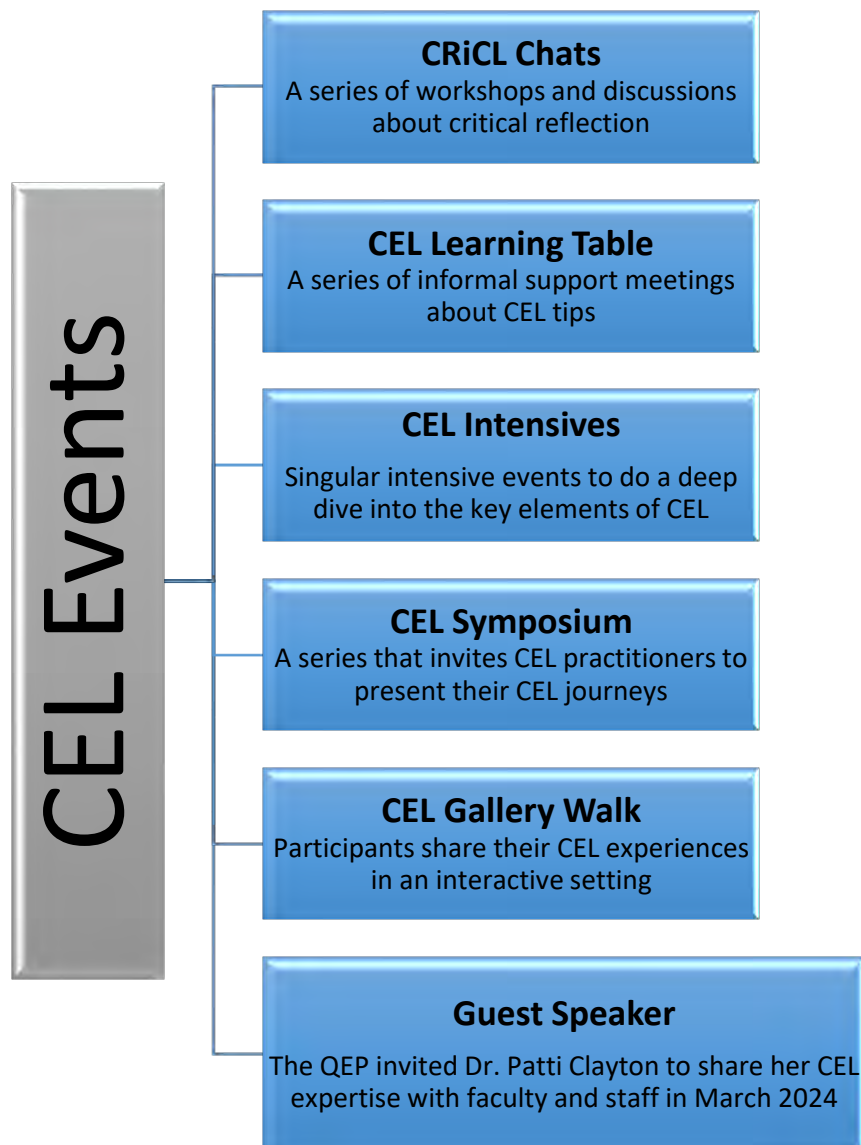 CEL Events
CRiCL Chats
A series of workshops and discussions
about critical reflection
CEL Learning Table
A series of informal support meetings
about CEL tips
CEL Intensives
Singular intensive events to do a deep
dive into the key elements of CEL
CEL Symposium
A series that invites CEL practitioners to
present their CEL journeys
CEL Gallery Walk
Participants share their CEL experiences
in an interactive setting
Guest Speaker
The QEP invited Dr. Patti Clayton to share her CEL
expertise with faculty and staff in March 2024